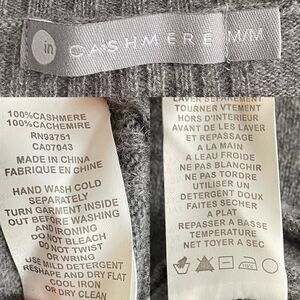 in CASHMERE M/M
100%CASHMERE
100%CACHEMIRE
RN93751
CA07043
MADE IN CHINA
FABRIQUE EN CHINE
HAND WASH COLD
SEPARATELY
TURN GARMENT INSIDE
OUT BEFORE WASHING
AND IRONING
DO NOT BLEACH
DO NOT TWIST
OR WRING
USE MILD DETERGENT
RESHAPE AND DRY FLAT
COOL IRON
OR DRY CLEAN
LAVER SEPAREMENT
TOURNER VTEMENT
HORS D'INTERIEUR
AVANT DE LES LAVER
ET REPASSAGE
A LA MAIN
A L'EAU FROIDE
NE PAS BLANCHIR
NE PAS TORDRE
UTILISER UN
DETERGENT DOUX
FAITES SECHER
A PLAT
REPASSER A BASSE
TEMPERATURE
NET TOYER A SEC